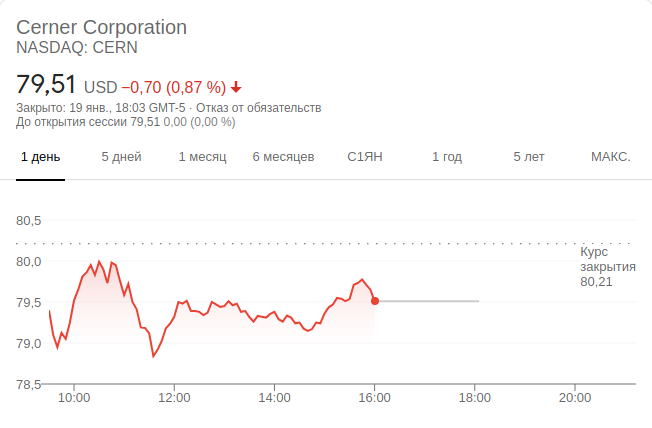 Cerner Corporation
NASDAQ: CERN
79,51 USD −0,70 (0,87 %)
Закрыто: 19 янв., 18:03 GMT-5 · Отказ от обязательств
До открытия сессии 79,51 0,00 (0,00 %)
1 день 5 дней 1 месяц 6 месяцев С1ЯН 1 год 5 лет МАКС.
80,5
Курс
закрытия
80,21
80,0
79,5
79,0
78,5
10:00 12:00 14:00 16:00 18:00 20:00